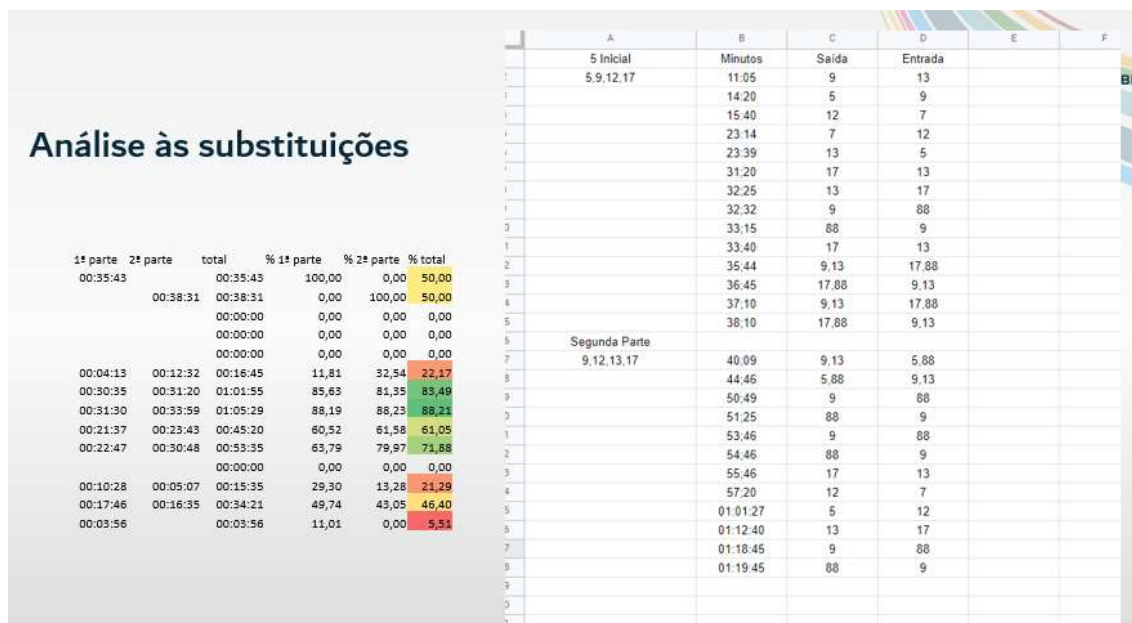 Análise às substituições
1ª parte 2ª parte total % 1ª parte % 2ª parte % total
00:35:43 00:35:43 100,00 0,00 50,00
00:38:31 00:38:31 0,00 100,00 50,00
00:00:00 0,00 0,00 0,00
00:00:00 0,00 0,00 0,00
00:00:00 0,00 0,00 0,00
00:04:13 00:12:32 00:16:45 11,81 32,54 22,17
00:30:35 00:31:20 01:01:55 85,63 81,35 83,49
00:31:30 00:33:59 01:05:29 88,19 88,23 88,21
00:21:37 00:23:43 00:45:20 60,52 61,58 61,05
00:22:47 00:30:48 00:53:35 63,79 79,97 71,88
00:00:00 0,00 0,00 0,00
00:10:28 00:05:07 00:15:35 29,30 13,28 21,29
00:17:46 00:16:35 00:34:21 49,74 43,05 46,40
00:03:56 00:03:56 11,01 0,00 5,51
A B C D E F
5 Inicial Minutos Saída Entrada
5,9,12,17 11:05 9 13
14:20 5 9
15:40 12 7
23:14 7 12
23:39 13 5
31:20 17 13
32:25 13 17
32:32 9 88
33;15 88 9
33;40 17 13
35;44 9,13 17,88
36;45 17,88 9,13
37;10 9,13 17,88
38;10 17,88 9,13
Segunda Parte
9,12,13,17 40;09 9,13 5,88
44;46 5,88 9,13
50;49 9 88
51;25 88 9
53;46 9 88
54;46 88 9
55;46 17 13
57;20 12 7
01:01:27 5 12
01:12:40 13 17
01:18:45 9 88
01:19:45 88 9